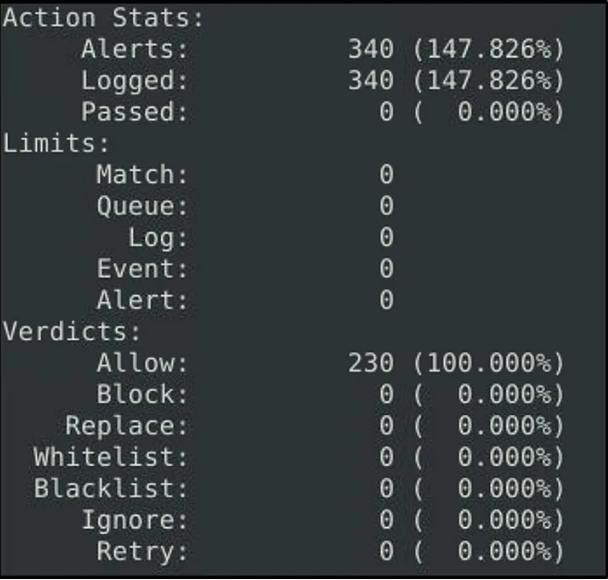 Action Stats:
Alerts: 340 (147.826%)
Logged: 340 (147.826%)
Passed: 0 ( 0.000%)
Limits:
Match: 0
Queue: 0
Log: 0
Event: 0
Alert: 0
Verdicts:
Allow: 230 (100.000%)
Block: 0 ( 0.000%)
Replace: 0 ( 0.000%)
Whitelist: 0 ( 0.000%)
Blacklist: 0 ( 0.000%)
Ignore: 0 ( 0.000%)
Retry: 0 ( 0.000%)